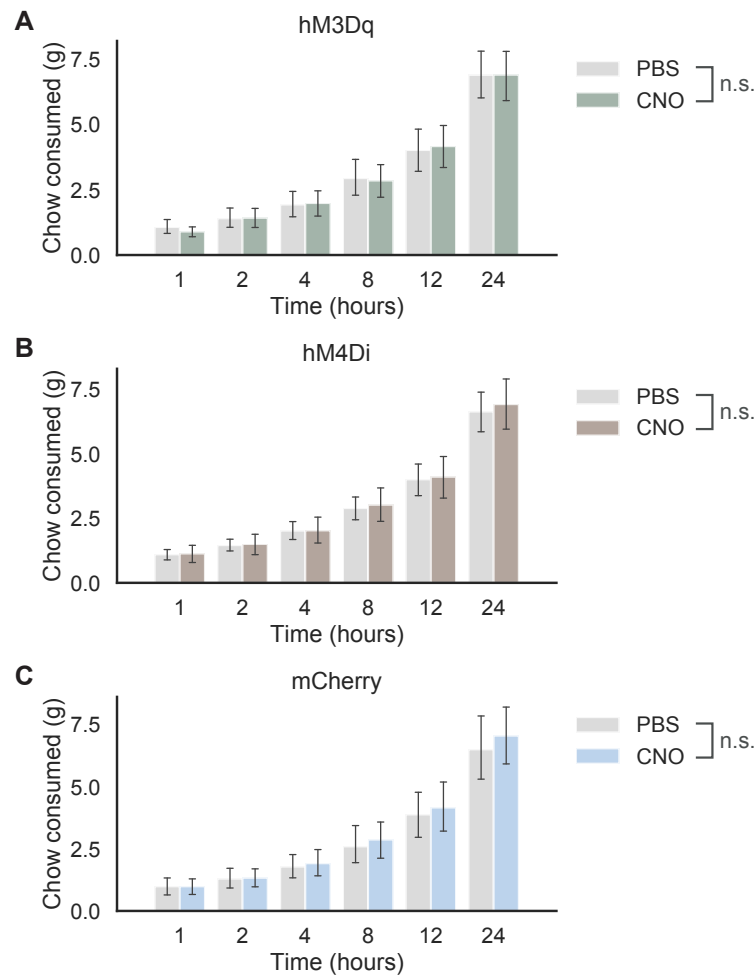 A
hM3Dq
Chow consumed (g)
7.5
5.0
2.5
0.0
1 2 4 8 12 24
Time (hours)
PBS
CNO
n.s.
B
hM4Di
Chow consumed (g)
7.5
5.0
2.5
0.0
1 2 4 8 12 24
Time (hours)
PBS
CNO
n.s.
C
mCherry
Chow consumed (g)
7.5
5.0
2.5
0.0
1 2 4 8 12 24
Time (hours)
PBS
CNO
n.s.